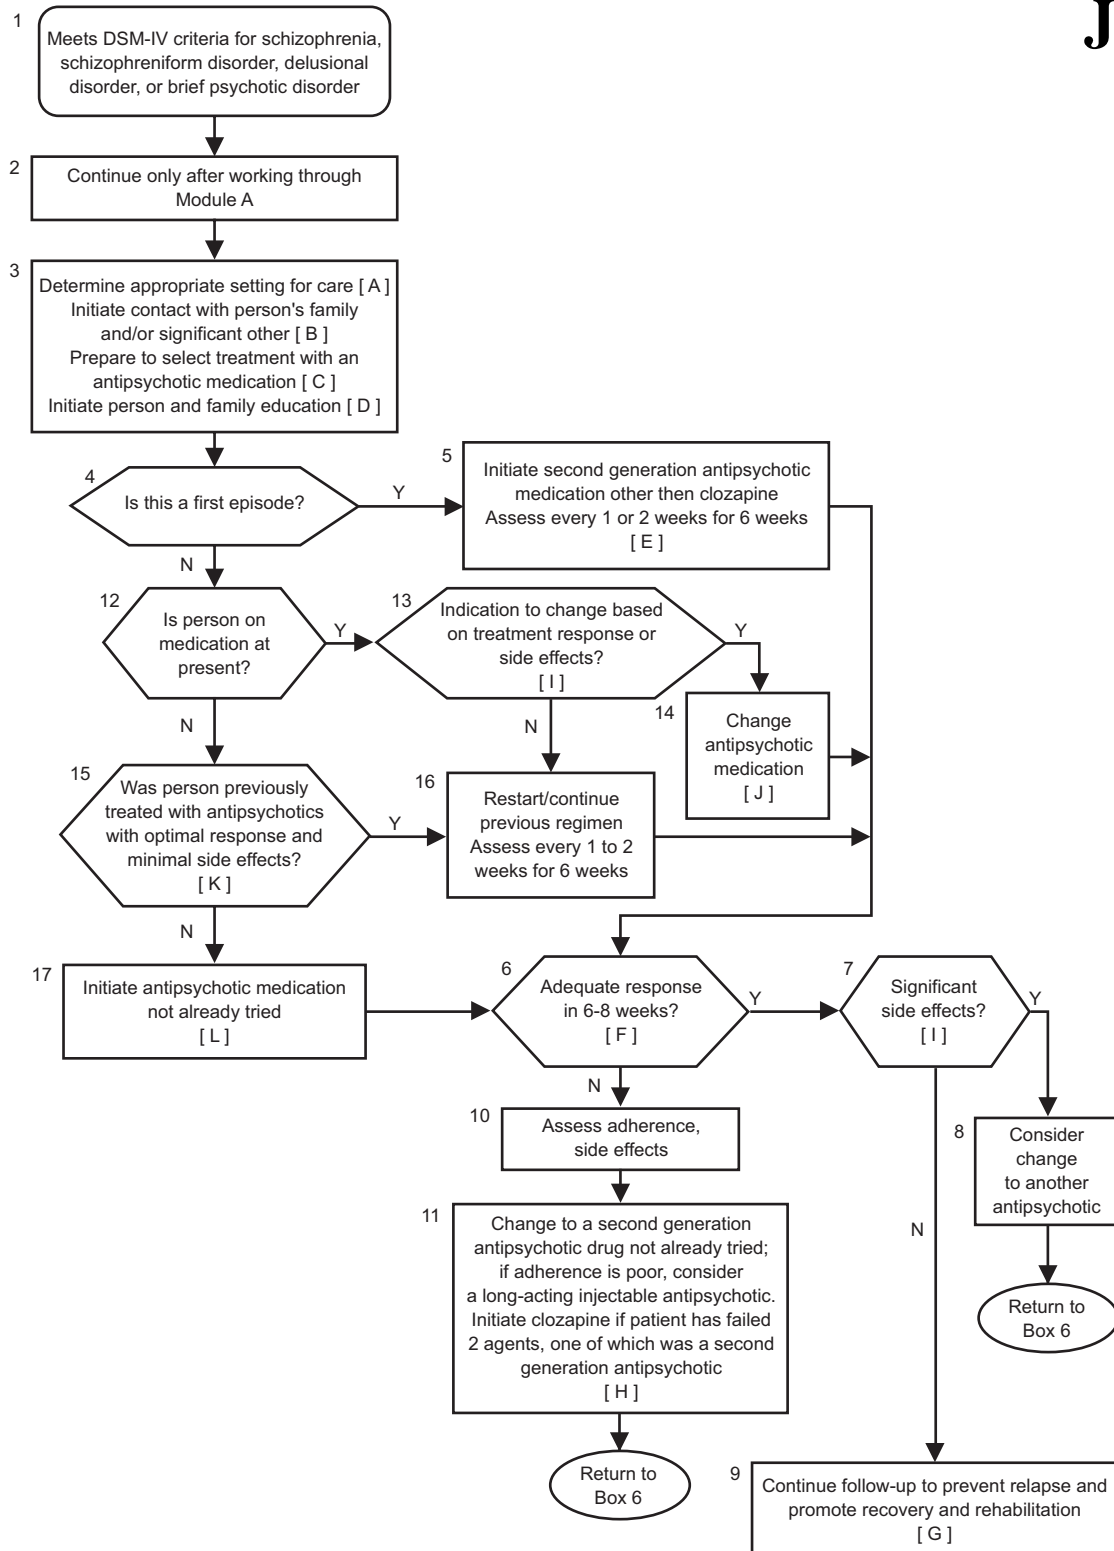 J
1
Meets DSM-IV criteria for schizophrenia,
schizophreniform disorder, delusional
disorder, or brief psychotic disorder
2
Continue only after working through
Module A
3
Determine appropriate setting for care [ A ]
Initiate contact with person's family
and/or significant other [ B ]
Prepare to select treatment with an
antipsychotic medication [ C ]
Initiate person and family education [ D ]
4
Is this a first episode?
Y
N
5
Initiate second generation antipsychotic
medication other then clozapine
Assess every 1 or 2 weeks for 6 weeks
[ E ]
12
Is person on
medication at
present?
Y
N
13
Indication to change based
on treatment response or
side effects?
[ I ]
Y
N
14
Change
antipsychotic
medication
[ J ]
15
Was person previously
treated with antipsychotics
with optimal response and
minimal side effects?
[ K ]
Y
N
16
Restart/continue
previous regimen
Assess every 1 to 2
weeks for 6 weeks
17
Initiate antipsychotic medication
not already tried
[ L ]
6
Adequate response
in 6-8 weeks?
[ F ]
Y
N
7
Significant
side effects?
[ I ]
Y
N
10
Assess adherence,
side effects
8
Consider
change
to another
antipsychotic
11
Change to a second generation
antipsychotic drug not already tried;
if adherence is poor, consider
a long-acting injectable antipsychotic.
Initiate clozapine if patient has failed
2 agents, one of which was a second
generation antipsychotic
[ H ]
Return to
Box 6
Return to
Box 6
9
Continue follow-up to prevent relapse and
promote recovery and rehabilitation
[ G ]